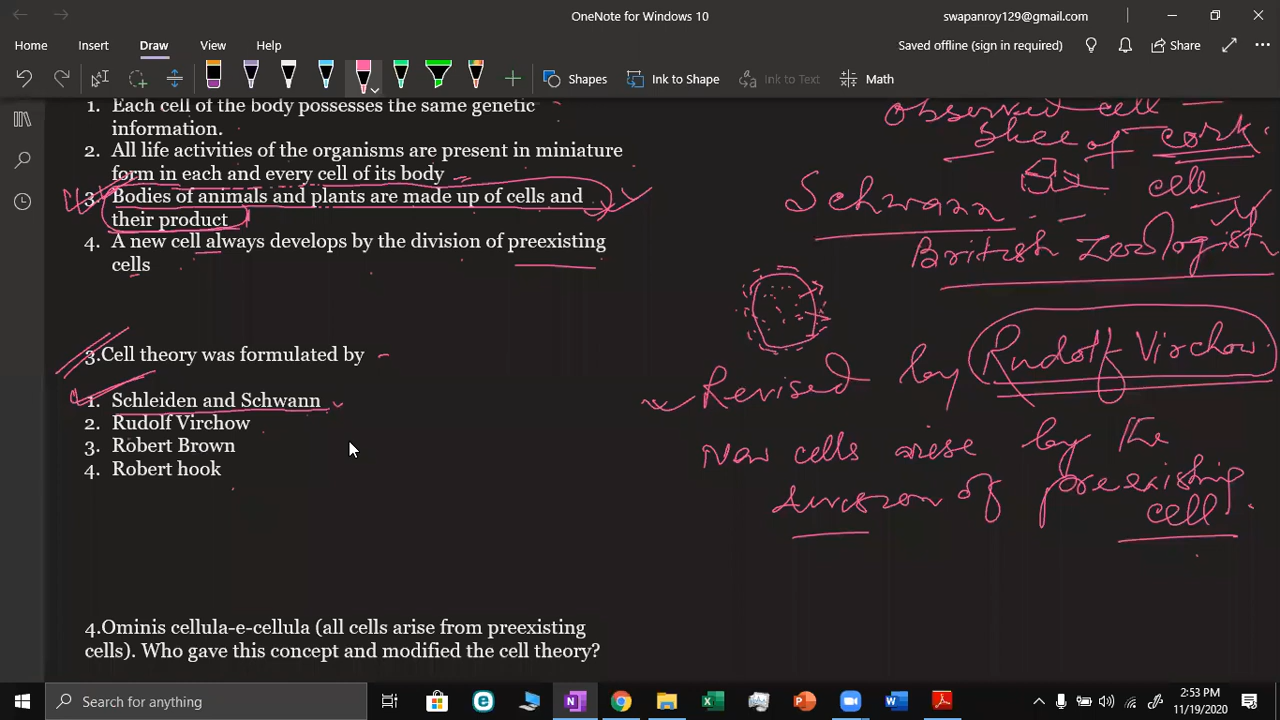 OneNote for Windows 10
swapanroy129@gmail.com
Home Insert Draw View Help
Saved offline (sign in required)
Share
Shapes
Ink to Shape
Ink to Text
Math
1. Each cell of the body possesses the same genetic
information.
2. All life activities of the organisms are present in miniature
form in each and every cell of its body
3. Bodies of animals and plants are made up of cells and
their product
4. A new cell always develops by the division of preexisting
cells
3.Cell theory was formulated by
1. Schleiden and Schwann
2. Rudolf Virchow
3. Robert Brown
4. Robert hook
4.Ominis cellula-e-cellula (all cells arise from preexisting
cells). Who gave this concept and modified the cell theory?
observed cell
slice of cork.
cell
Schwann
British Zoologist
Revised by Rudolf Virchow.
New cells arise by the
division of preexisting
cell.
Search for anything
2:53 PM
11/19/2020